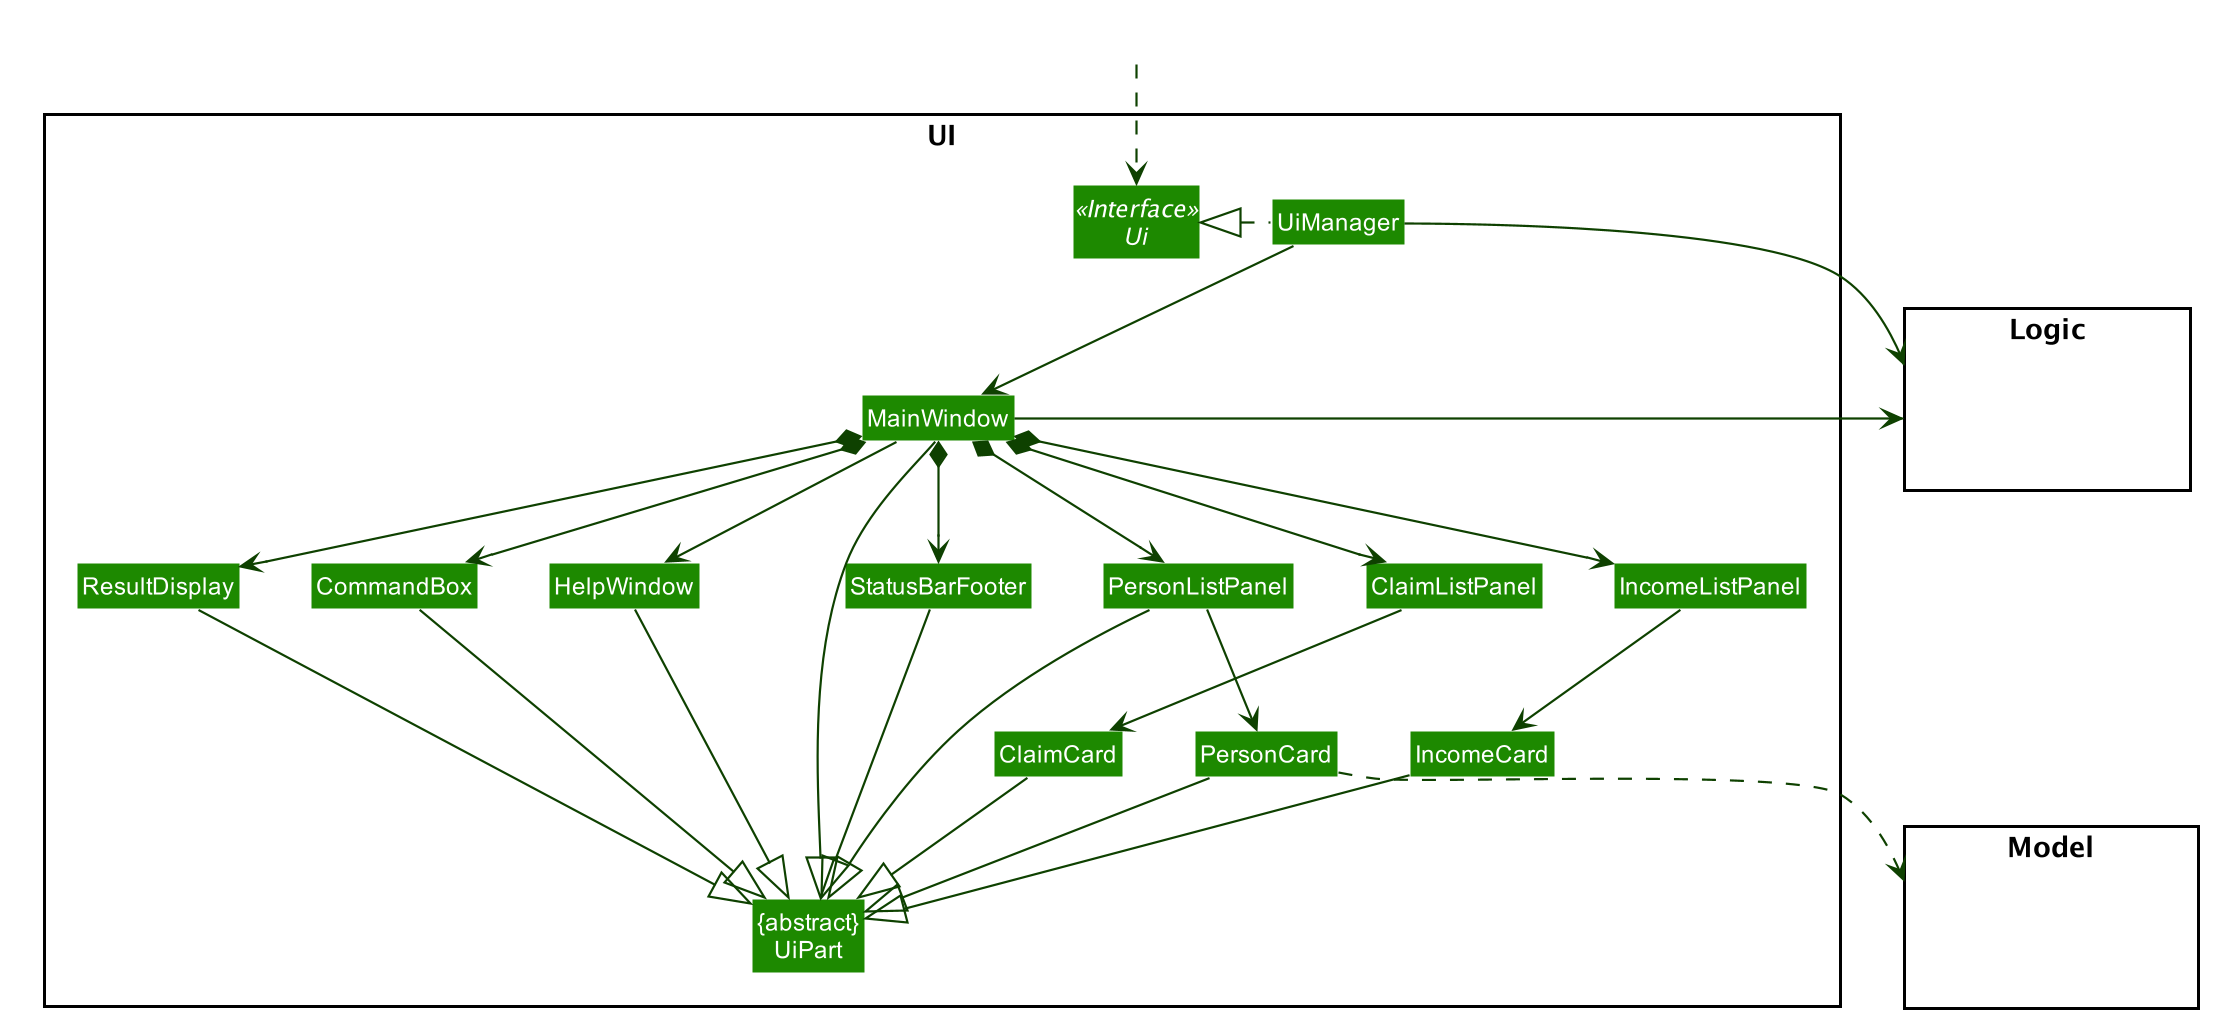 UI
«Interface»
Ui
UiManager
Logic
MainWindow
ResultDisplay
CommandBox
HelpWindow
StatusBarFooter
PersonListPanel
ClaimListPanel
IncomeListPanel
ClaimCard
PersonCard
IncomeCard
Model
{abstract}
UiPart